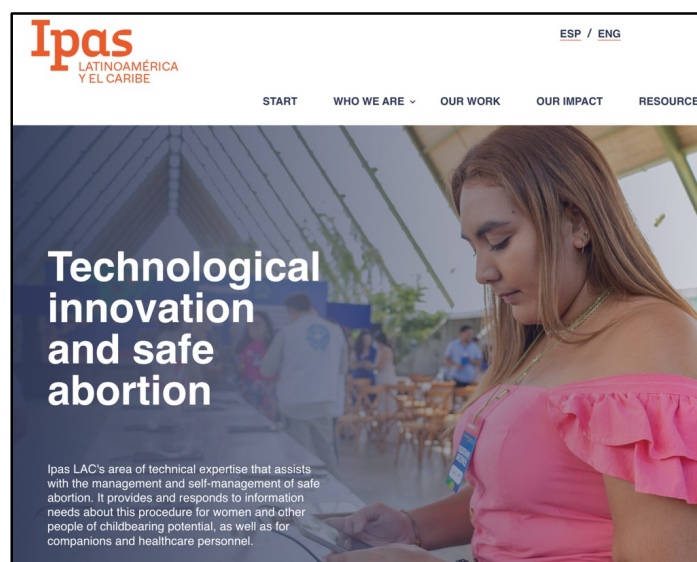 Ipas
LATINOAMÉRICA
Y EL CARIBE
ESP / ENG
START
WHO WE ARE
OUR WORK
OUR IMPACT
RESOURCE
Technological
innovation
and safe
abortion
Ipas LAC's area of technical expertise that assists
with the management and self-management of safe
abortion. It provides and responds to information
needs about this procedure for women and other
people of childbearing potential, as well as for
companions and healthcare personnel.